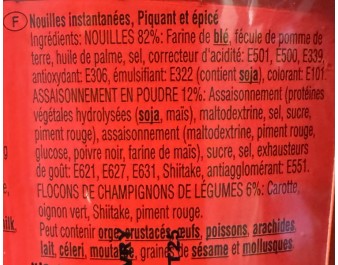 F Nouilles instantanées, Piquant et épicé
Ingrédients: NOUILLES 82%: Farine de blé, fécule de pomme de
terre, huile de palme, sel, correcteur d'acidité: E501, E500, E339,
antioxydant: E306, émulsifiant: E322 (contient soja), colorant: E101.
ASSAISONNEMENT EN POUDRE 12%: Assaisonnement (protéines
végétales hydrolysées (soja, maïs), maltodextrine, sel, sucre,
piment rouge), assaisonnement (maltodextrine, piment rouge,
glucose, poivre noir, farine de maïs), sucre, sel, exhausteurs
de goût: E621, E627, E631, Shiitake, antiagglomérant: E551.
FLOCONS DE CHAMPIGNONS DE LÉGUMES 6%: Carotte,
oignon vert, Shiitake, piment rouge.
Peut contenir orge, crustacés, œufs, poissons, arachides,
lait, céleri, moutarde, graines de sésame et mollusques.